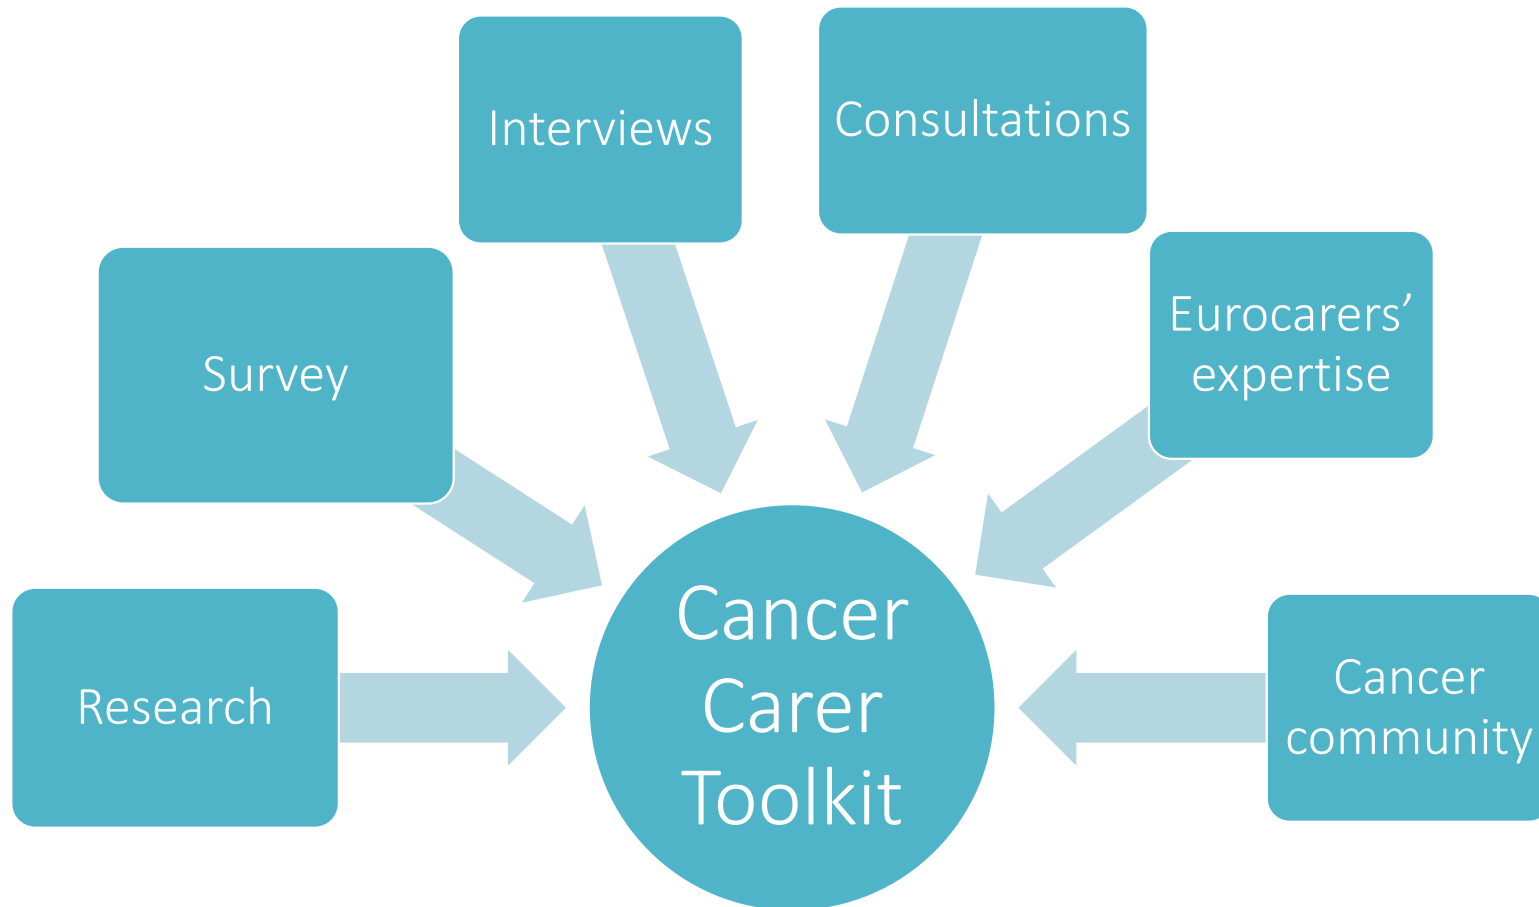 Interviews
Consultations
Survey
Eurocarers’
expertise
Research
Cancer
Carer
Toolkit
Cancer
community